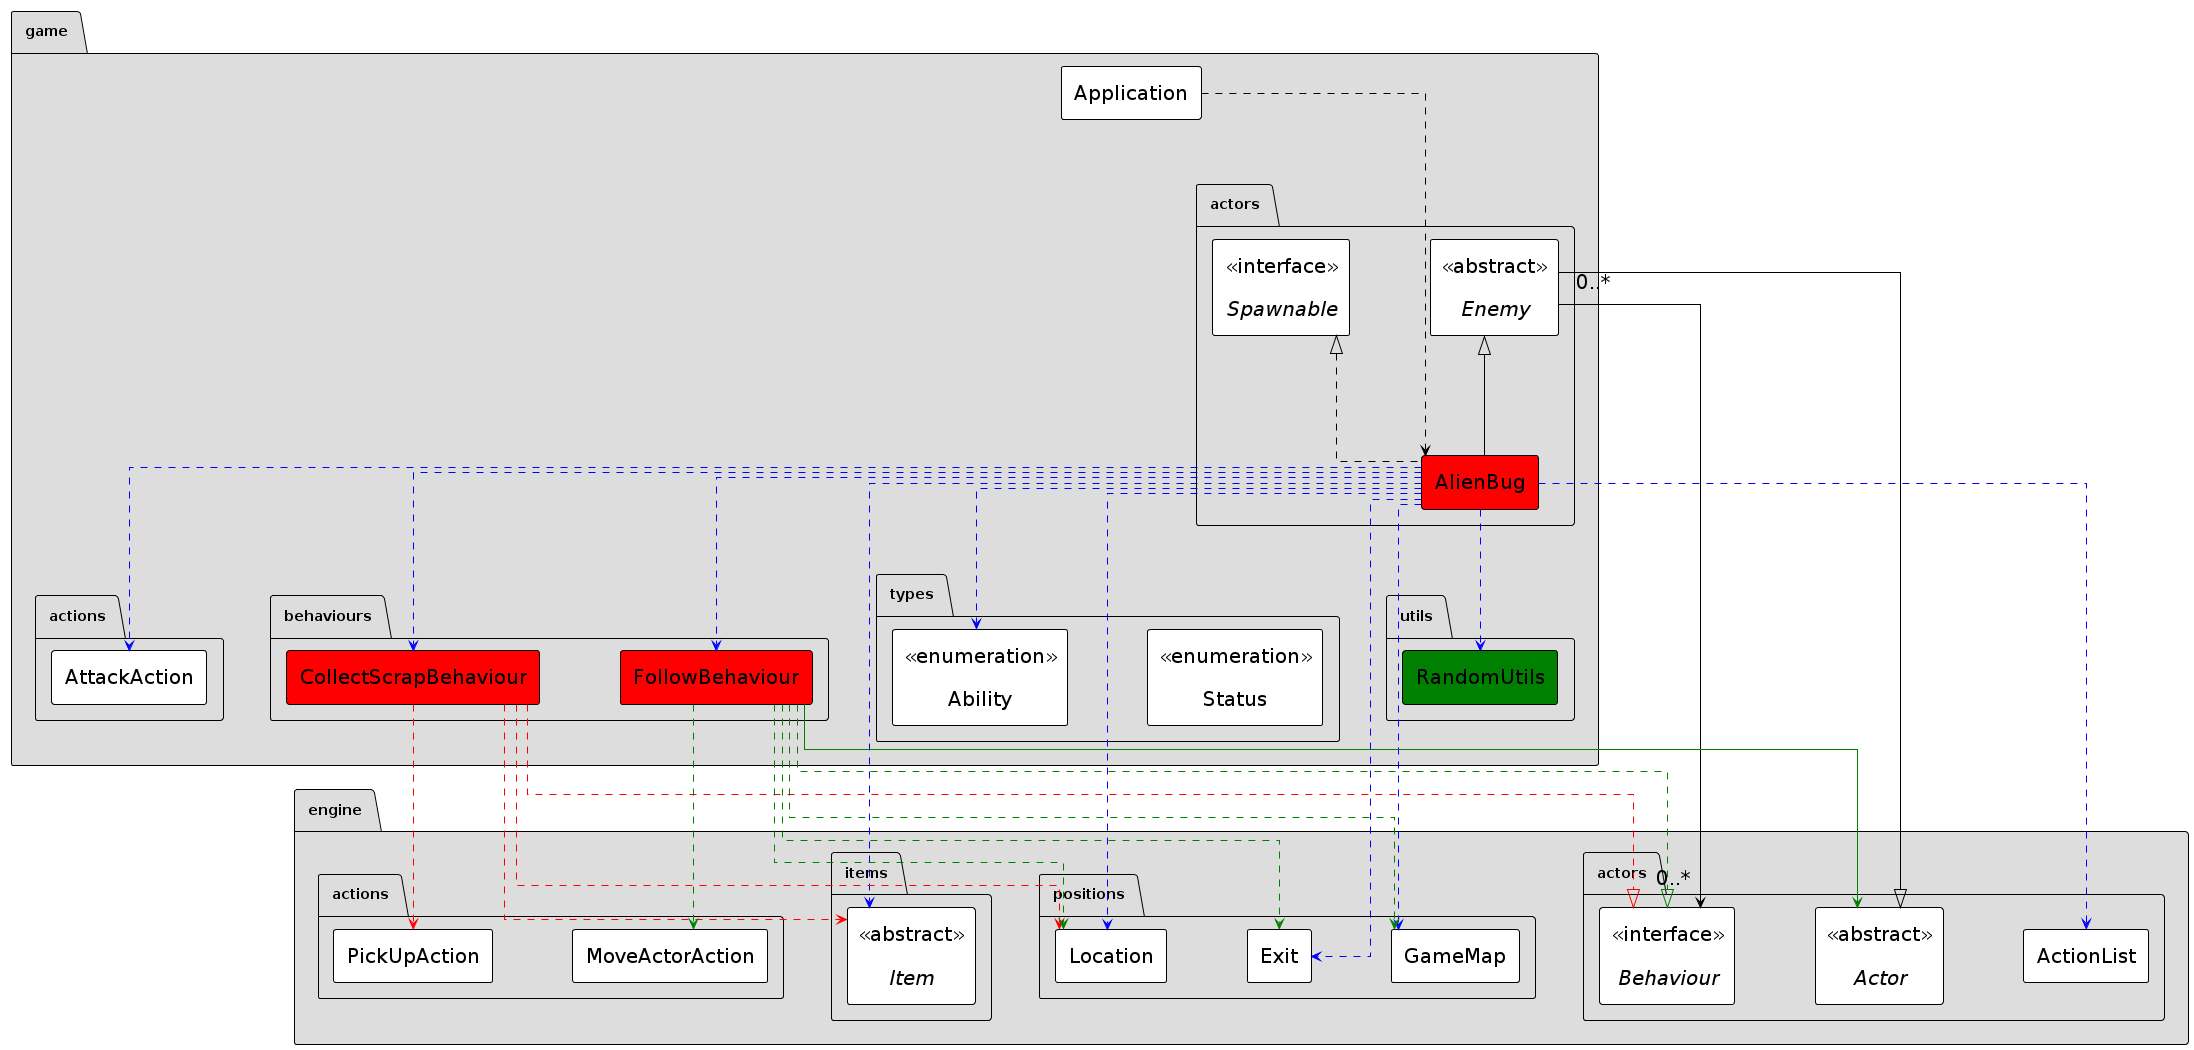 game
Application
actors
«interface»
Spawnable
«abstract»
Enemy
0..*
AlienBug
actions
AttackAction
behaviours
CollectScrapBehaviour
FollowBehaviour
types
«enumeration»
Ability
«enumeration»
Status
utils
RandomUtils
engine
actions
PickUpAction
MoveActorAction
items
«abstract»
Item
positions
Location
Exit
GameMap
actors
0..*
«interface»
Behaviour
«abstract»
Actor
ActionList